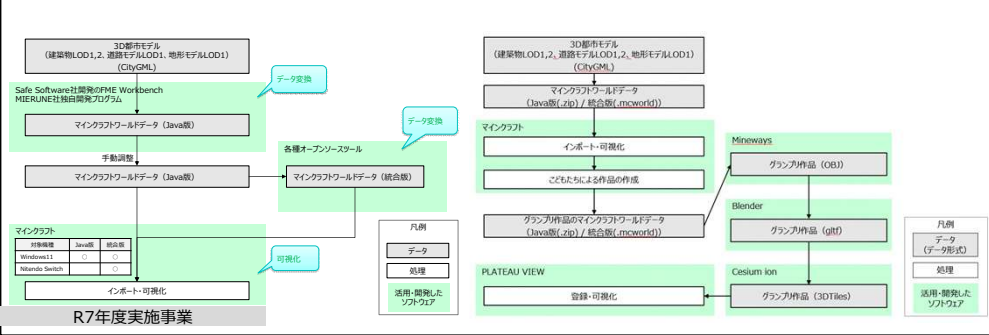 3D都市モデル
（建築物LOD1,2、道路モデルLOD1、地形モデルLOD1）
(CityGML)
データ変換
Safe Software社開発のFME Workbench
MIERUNE社独自開発プログラム
マインクラフトワールドデータ（Java版）
手動調整
マインクラフトワールドデータ（Java版）
データ変換
各種オープンソースツール
マインクラフトワールドデータ（統合版）
マインクラフト
対象機種 Java版 統合版
Windows11 ○ ○
Nitendo Switch ○
可視化
インポート・可視化
凡例
データ
処理
活用・開発した
ソフトウェア
R7年度実施事業
3D都市モデル
（建築物LOD1,2、道路モデルLOD1,2、地形モデルLOD1）
(CityGML)
マインクラフトワールドデータ
（Java版(.zip) / 統合版(.mcworld)）
マインクラフト
インポート・可視化
こどもたちによる作品の作成
グランプリ作品のマインクラフトワールドデータ
（Java版(.zip) / 統合版(.mcworld)）
Mineways
グランプリ作品（OBJ）
Blender
グランプリ作品（gltf）
Cesium ion
グランプリ作品（3DTiles）
PLATEAU VIEW
登録・可視化
凡例
データ
（データ形式）
処理
活用・開発した
ソフトウェア